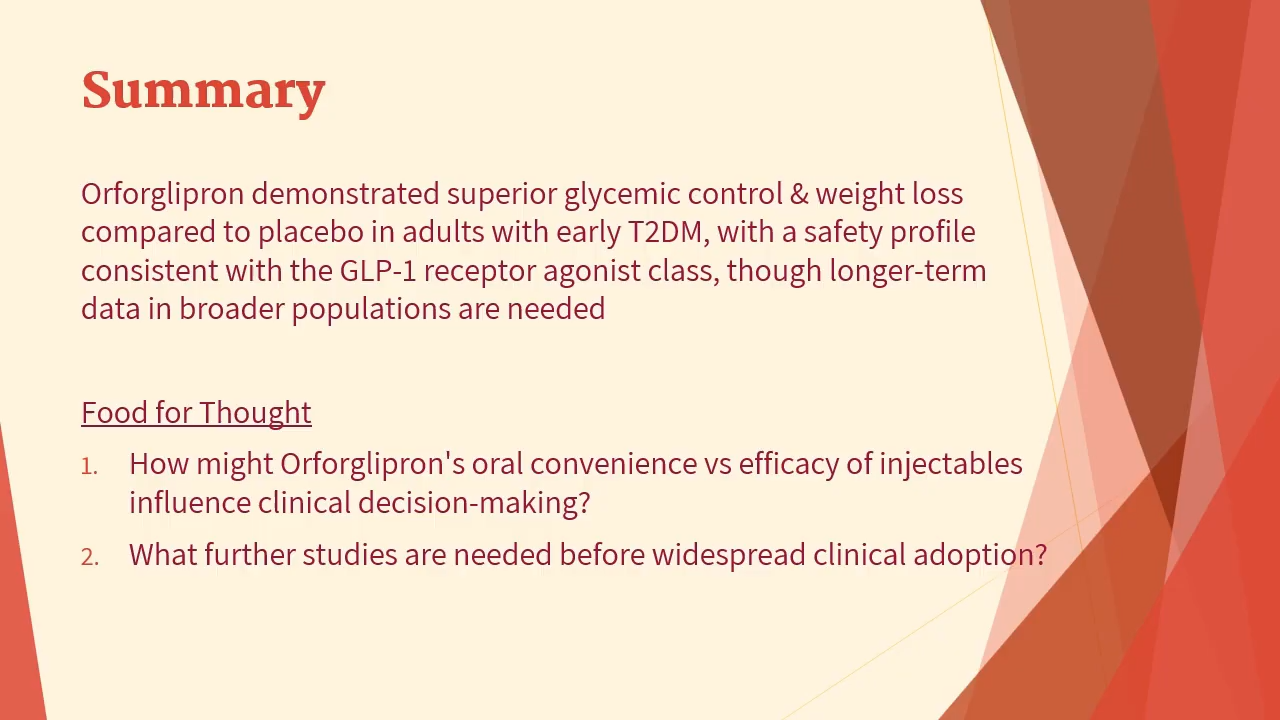 Summary
Orforglipron demonstrated superior glycemic control & weight loss
compared to placebo in adults with early T2DM, with a safety profile
consistent with the GLP-1 receptor agonist class, though longer-term
data in broader populations are needed
Food for Thought
1. How might Orforglipron's oral convenience vs efficacy of injectables
influence clinical decision-making?
2. What further studies are needed before widespread clinical adoption?